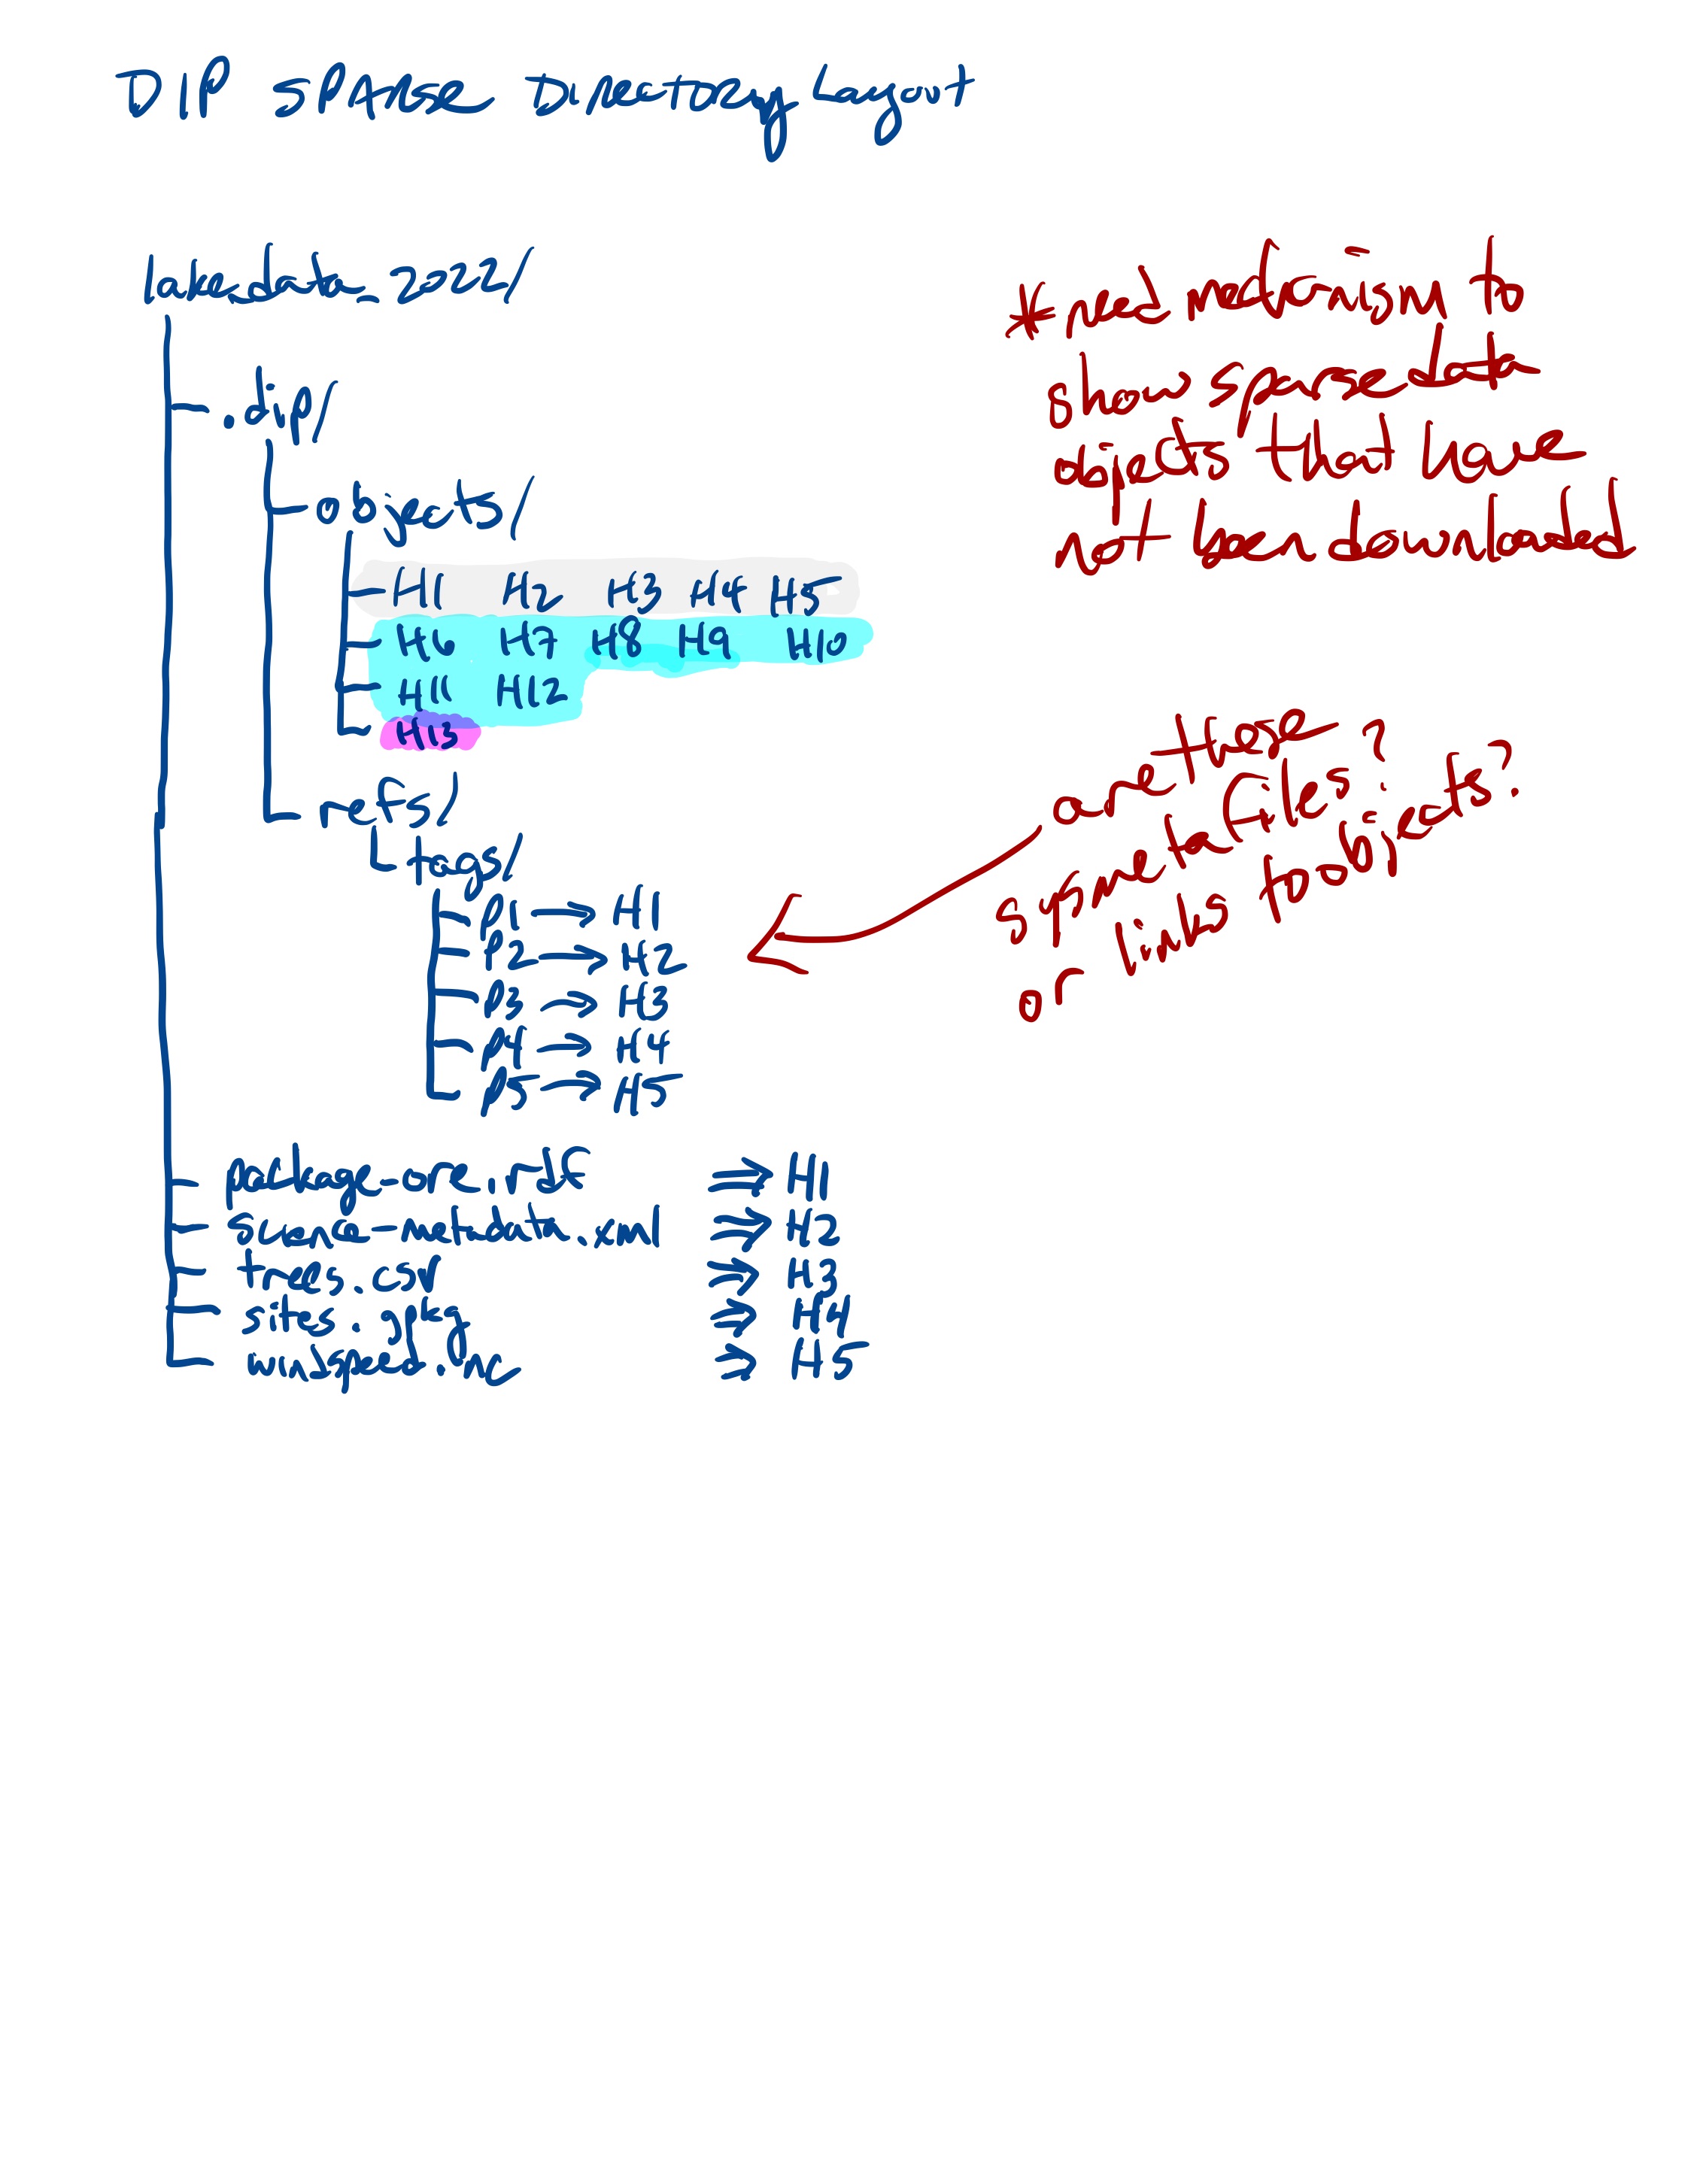 DIP SPARSE DIRECTORY Layout
lake_data_2022/
.dip/
objects/
H1 H2 H3 H4 H5
H6 H7 H8 H9 H10
H11 H12
H13
refs/
tags/
P1 → H1
P2 → H2
P3 → H3
P4 → H4
P5 → H5
package-ore.rdf ⇒ H1
science-metadata.xml ⇒ H2
trees.csv ⇒ H3
sites.gpkg ⇒ H4
windspeed.nc ⇒ H5
* need mechanism to
show sparse data
objects that have
not been downloaded
are these
sysmeta files?
or links to objects?